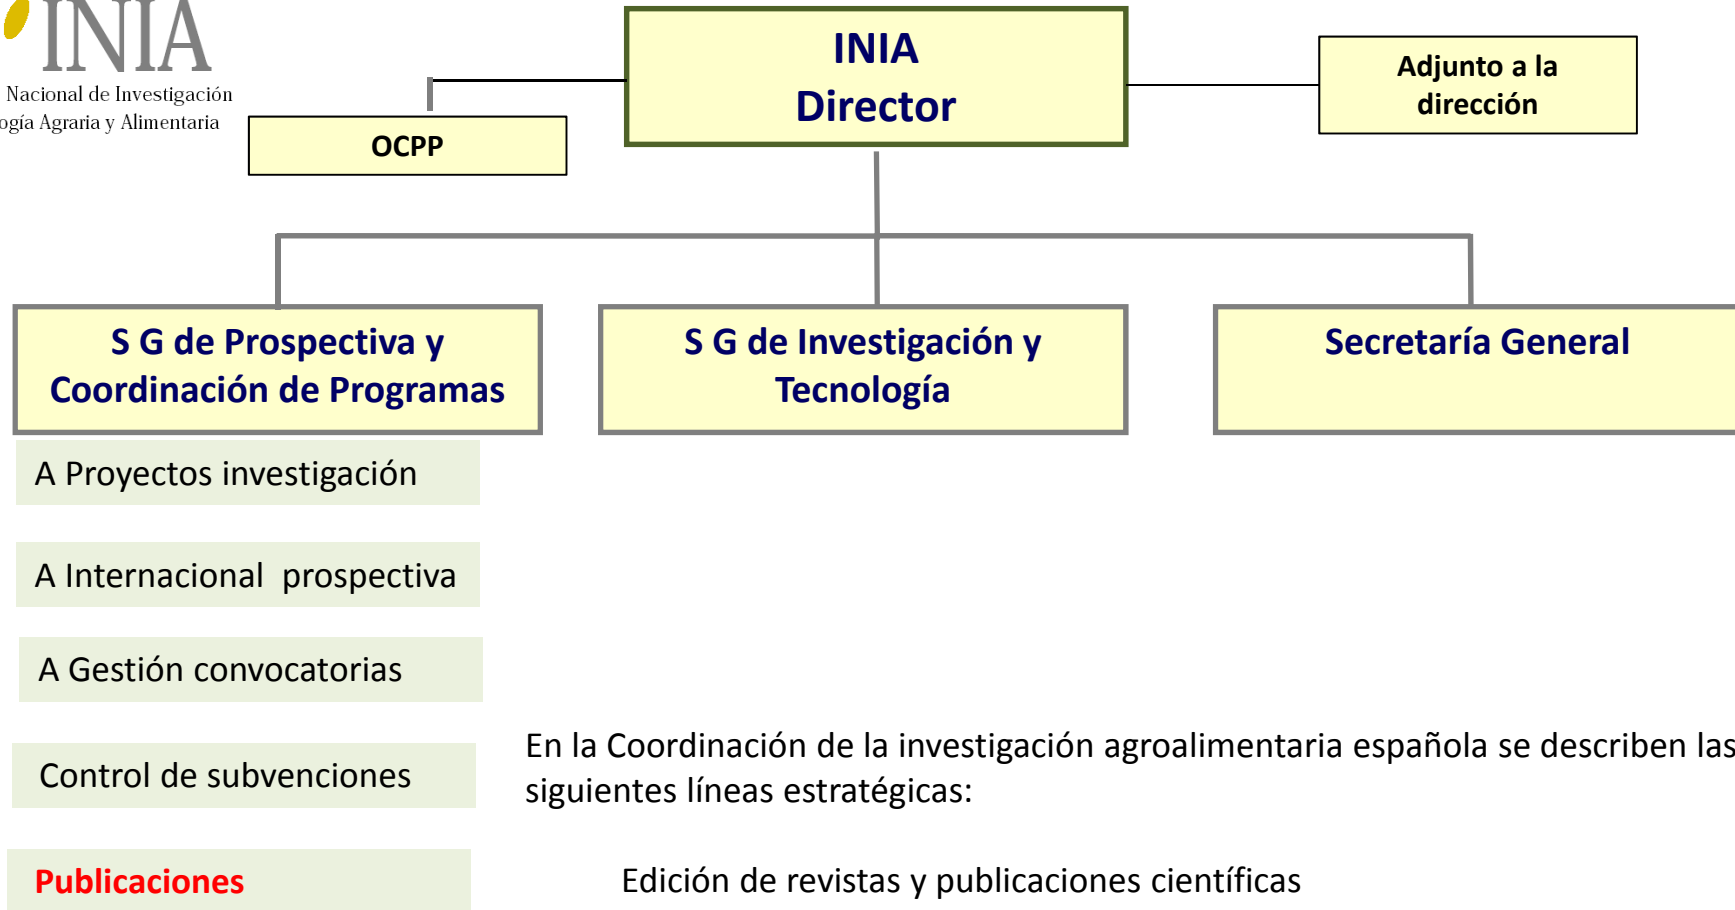 INIA
Nacional de Investigación
ogía Agraria y Alimentaria
INIA
Director
Adjunto a la
dirección
OCPP
S G de Prospectiva y
Coordinación de Programas
S G de Investigación y
Tecnología
Secretaría General
A Proyectos investigación
A Internacional prospectiva
A Gestión convocatorias
Control de subvenciones
En la Coordinación de la investigación agroalimentaria española se describen las
siguientes líneas estratégicas:
Publicaciones
Edición de revistas y publicaciones científicas